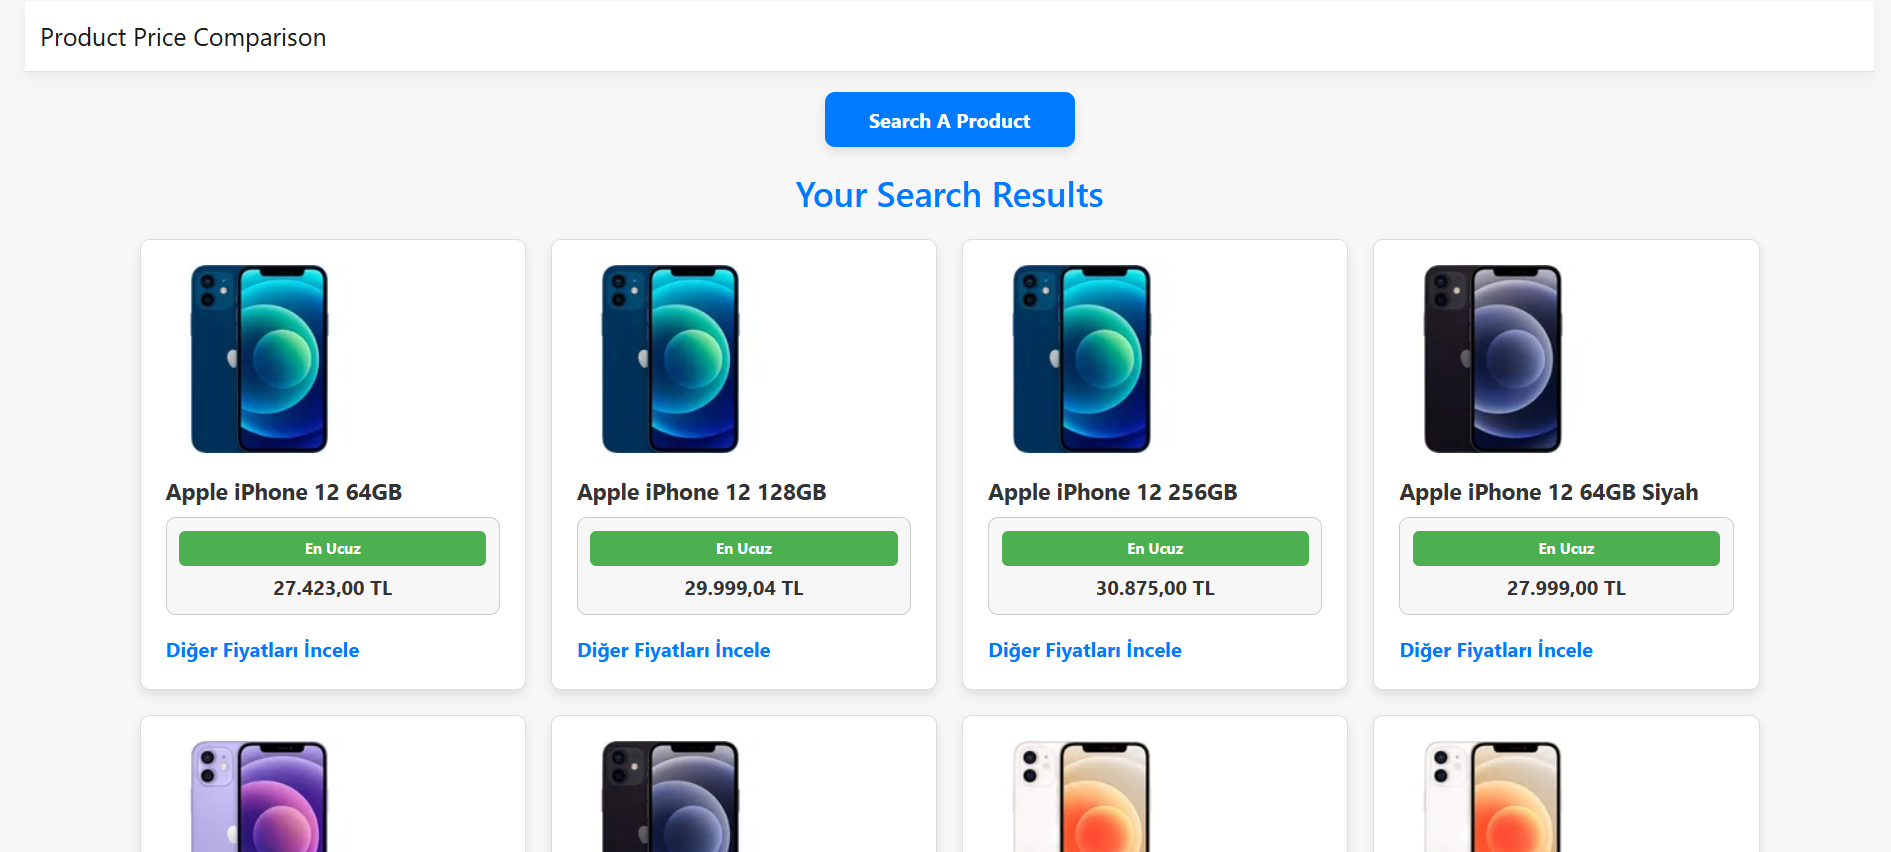 Product Price Comparison
Search A Product
Your Search Results
Apple iPhone 12 64GB
En Ucuz
27.423,00 TL
Diğer Fiyatları İncele
Apple iPhone 12 128GB
En Ucuz
29.999,04 TL
Diğer Fiyatları İncele
Apple iPhone 12 256GB
En Ucuz
30.875,00 TL
Diğer Fiyatları İncele
Apple iPhone 12 64GB Siyah
En Ucuz
27.999,00 TL
Diğer Fiyatları İncele